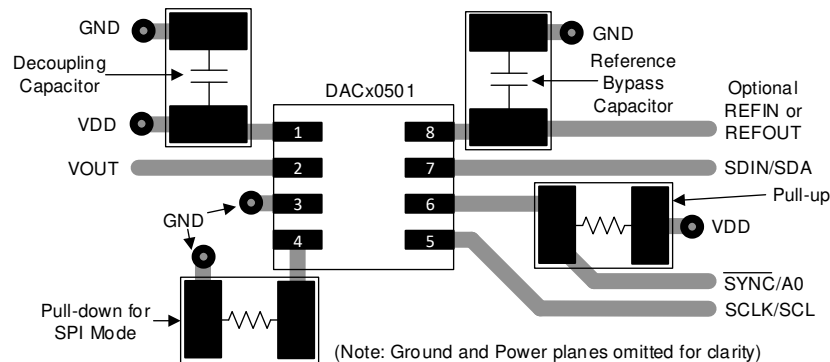 GND
Decoupling
Capacitor
VDD
VOUT
GND
Pull-down for
SPI Mode
DACx0501
1
2
3
4
8
7
6
5
GND
Reference
Bypass
Capacitor
Optional
REFIN or
REFOUT
SDIN/SDA
Pull-up
VDD
SYNC/A0
SCLK/SCL
(Note: Ground and Power planes omitted for clarity)